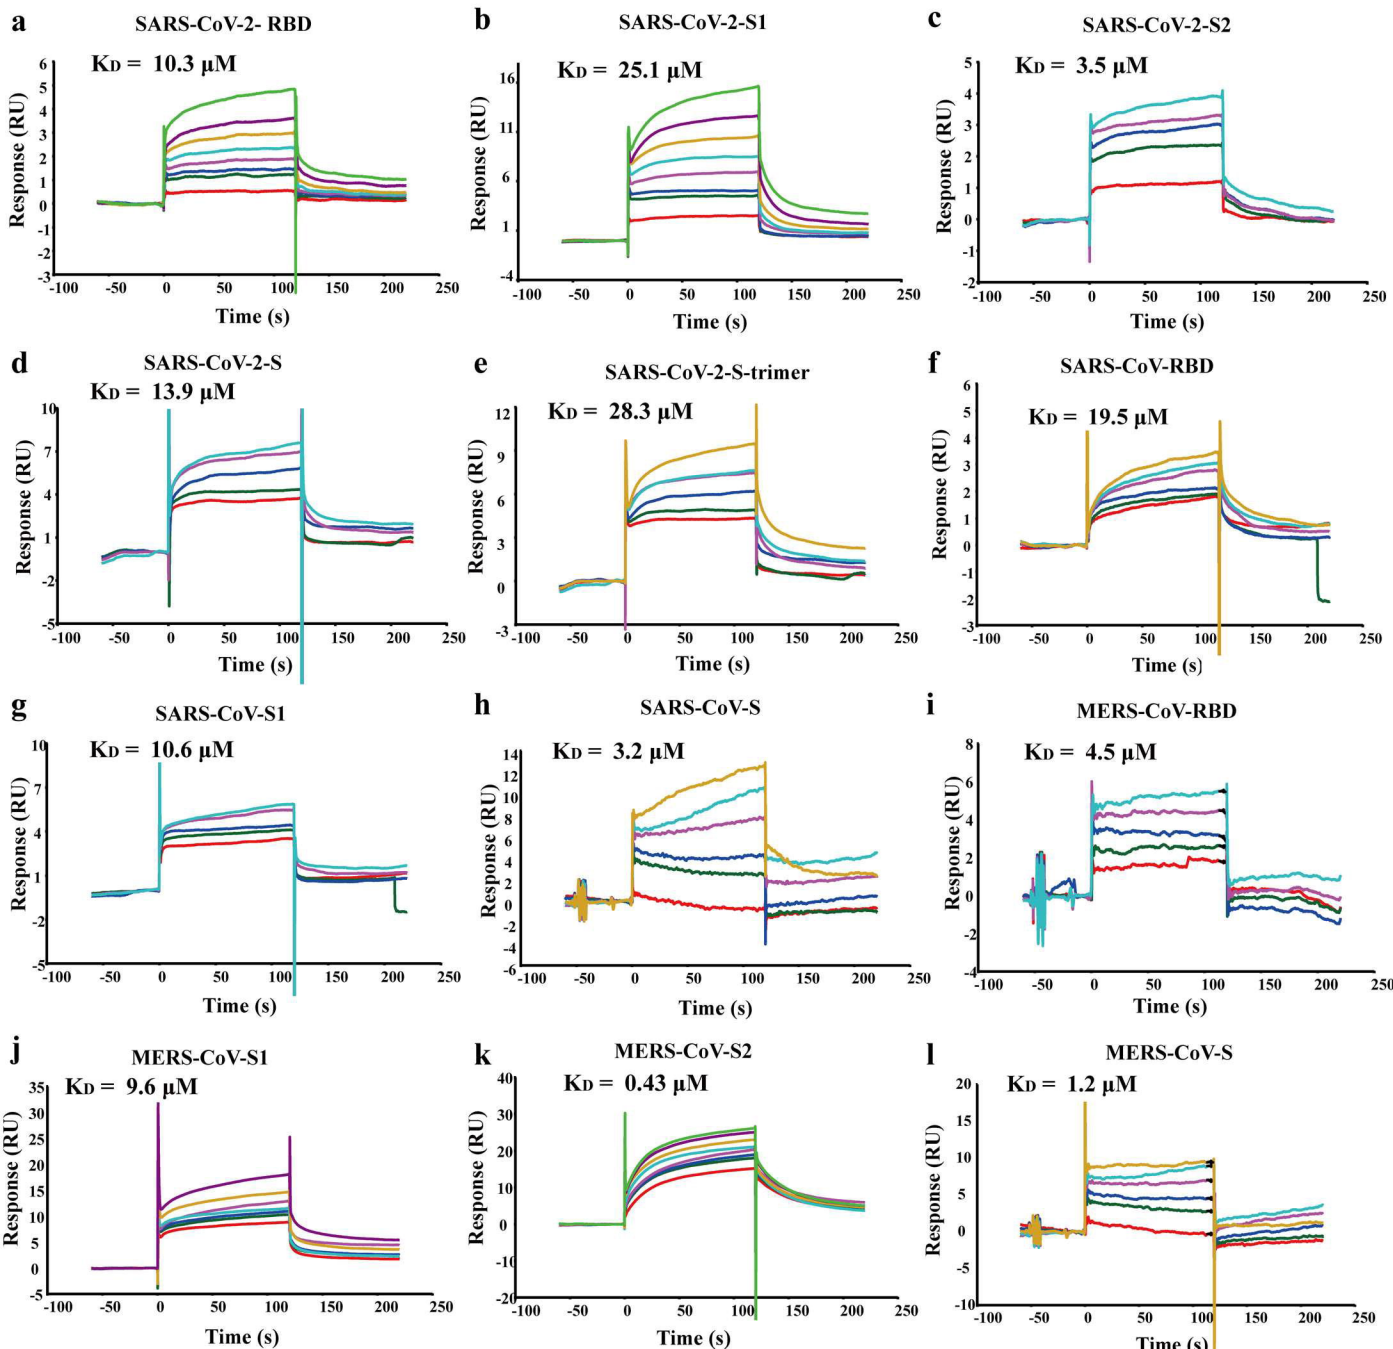 a
SARS-CoV-2- RBD
KD = 10.3 μM
Response (RU)
6
5
4
3
2
1
0
-1
-2
-3
-100 -50 0 50 100 150 200 250
Time (s)
b
SARS-CoV-2-S1
KD = 25.1 μM
Response (RU)
16
11
6
1
-4
-100 -50 0 50 100 150 200 250
Time (s)
c
SARS-CoV-2-S2
KD = 3.5 μM
Response (RU)
5
4
3
2
1
0
-1
-2
-100 -50 0 50 100 150 200 250
Time (s)
d
SARS-CoV-2-S
KD = 13.9 μM
Response (RU)
10
7
4
1
-2
-5
-100 -50 0 50 100 150 200 250
Time (s)
e
SARS-CoV-2-S-trimer
KD = 28.3 μM
Response (RU)
12
9
6
3
0
-3
-100 -50 0 50 100 150 200 250
Time (s)
f
SARS-CoV-RBD
KD = 19.5 μM
Response (RU)
6
5
4
3
2
1
0
-1
-2
-3
-100 -50 0 50 100 150 200 250
Time (s)
g
SARS-CoV-S1
KD = 10.6 μM
Response (RU)
10
7
4
1
-2
-5
-100 -50 0 50 100 150 200 250
Time (s)
h
SARS-CoV-S
KD = 3.2 μM
Response (RU)
14
12
10
8
6
4
2
0
-2
-4
-6
-100 -50 0 50 100 150 200 250
Time (s)
i
MERS-CoV-RBD
KD = 4.5 μM
Response (RU)
8
6
4
2
0
-2
-4
-100 -50 0 50 100 150 200 250
Time (s)
j
MERS-CoV-S1
KD = 9.6 μM
Response (RU)
35
30
25
20
15
10
5
0
-5
-100 -50 0 50 100 150 200 250
Time (s)
k
MERS-CoV-S2
KD = 0.43 μM
Response (RU)
40
30
20
10
0
-10
-20
-100 -50 0 50 100 150 200 250
Time (s)
l
MERS-CoV-S
KD = 1.2 μM
Response (RU)
20
15
10
5
0
-5
-10
-100 -50 0 50 100 150 200 250
Time (s)